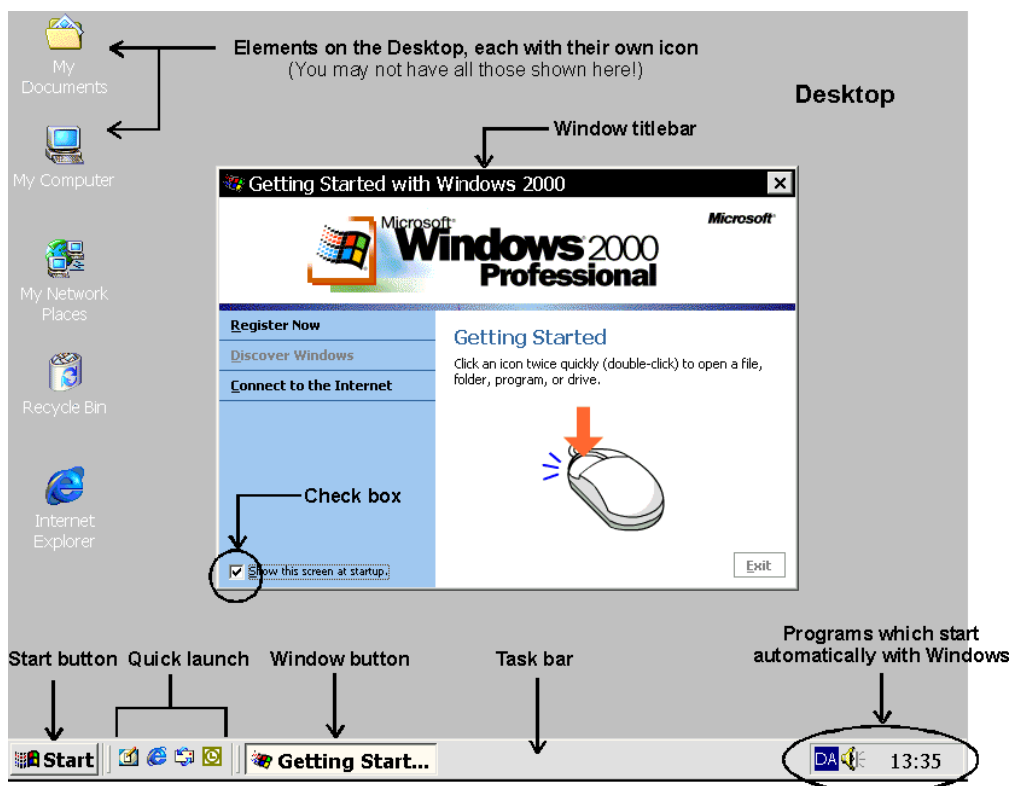 Elements on the Desktop, each with their own icon
(You may not have all those shown here!)
My
Documents
Desktop
Window titlebar
My Computer
Getting Started with Windows 2000
Microsoft
Microsoft
Windows 2000
Professional
My Network
Places
Register Now
Discover Windows
Connect to the Internet
Getting Started
Click an icon twice quickly (double-click) to open a file,
folder, program, or drive.
Recycle Bin
Check box
Internet
Explorer
Show this screen at startup.
Exit
Programs which start
automatically with Windows
Start button
Quick launch
Window button
Task bar
Start
Getting Start...
DA
13:35